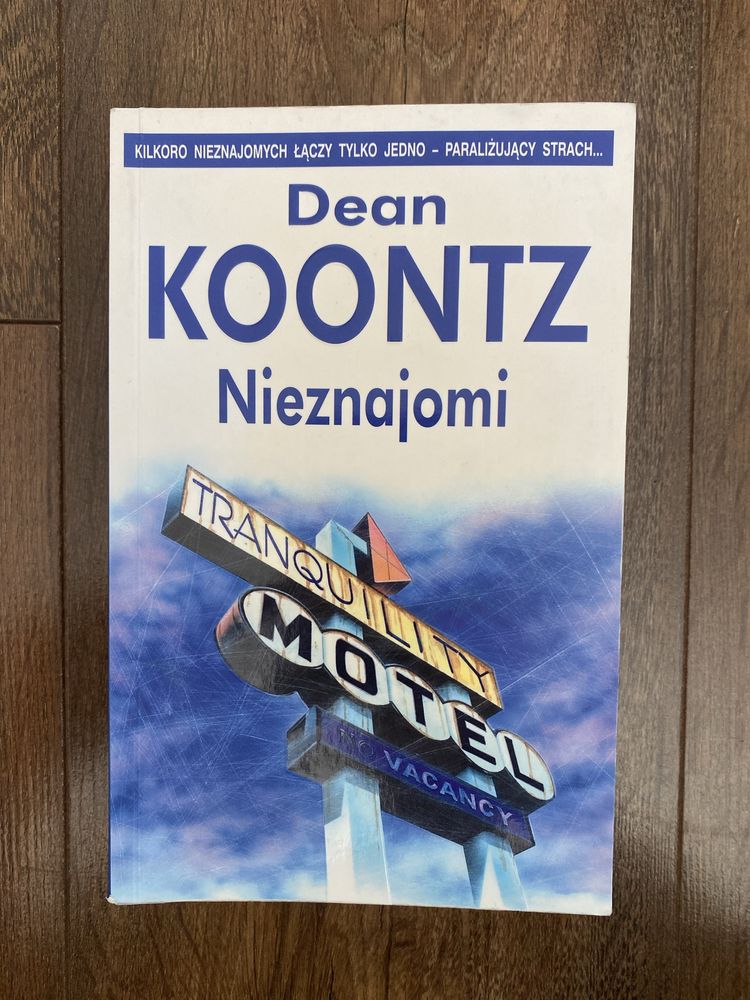 KILKORO NIEZNAJOMYCH ŁĄCZY TYLKO JEDNO – PARALIŻUJĄCY STRACH...
Dean
KOONTZ
Nieznajomi
TRANQUILITY
MOTEL
NO VACANCY